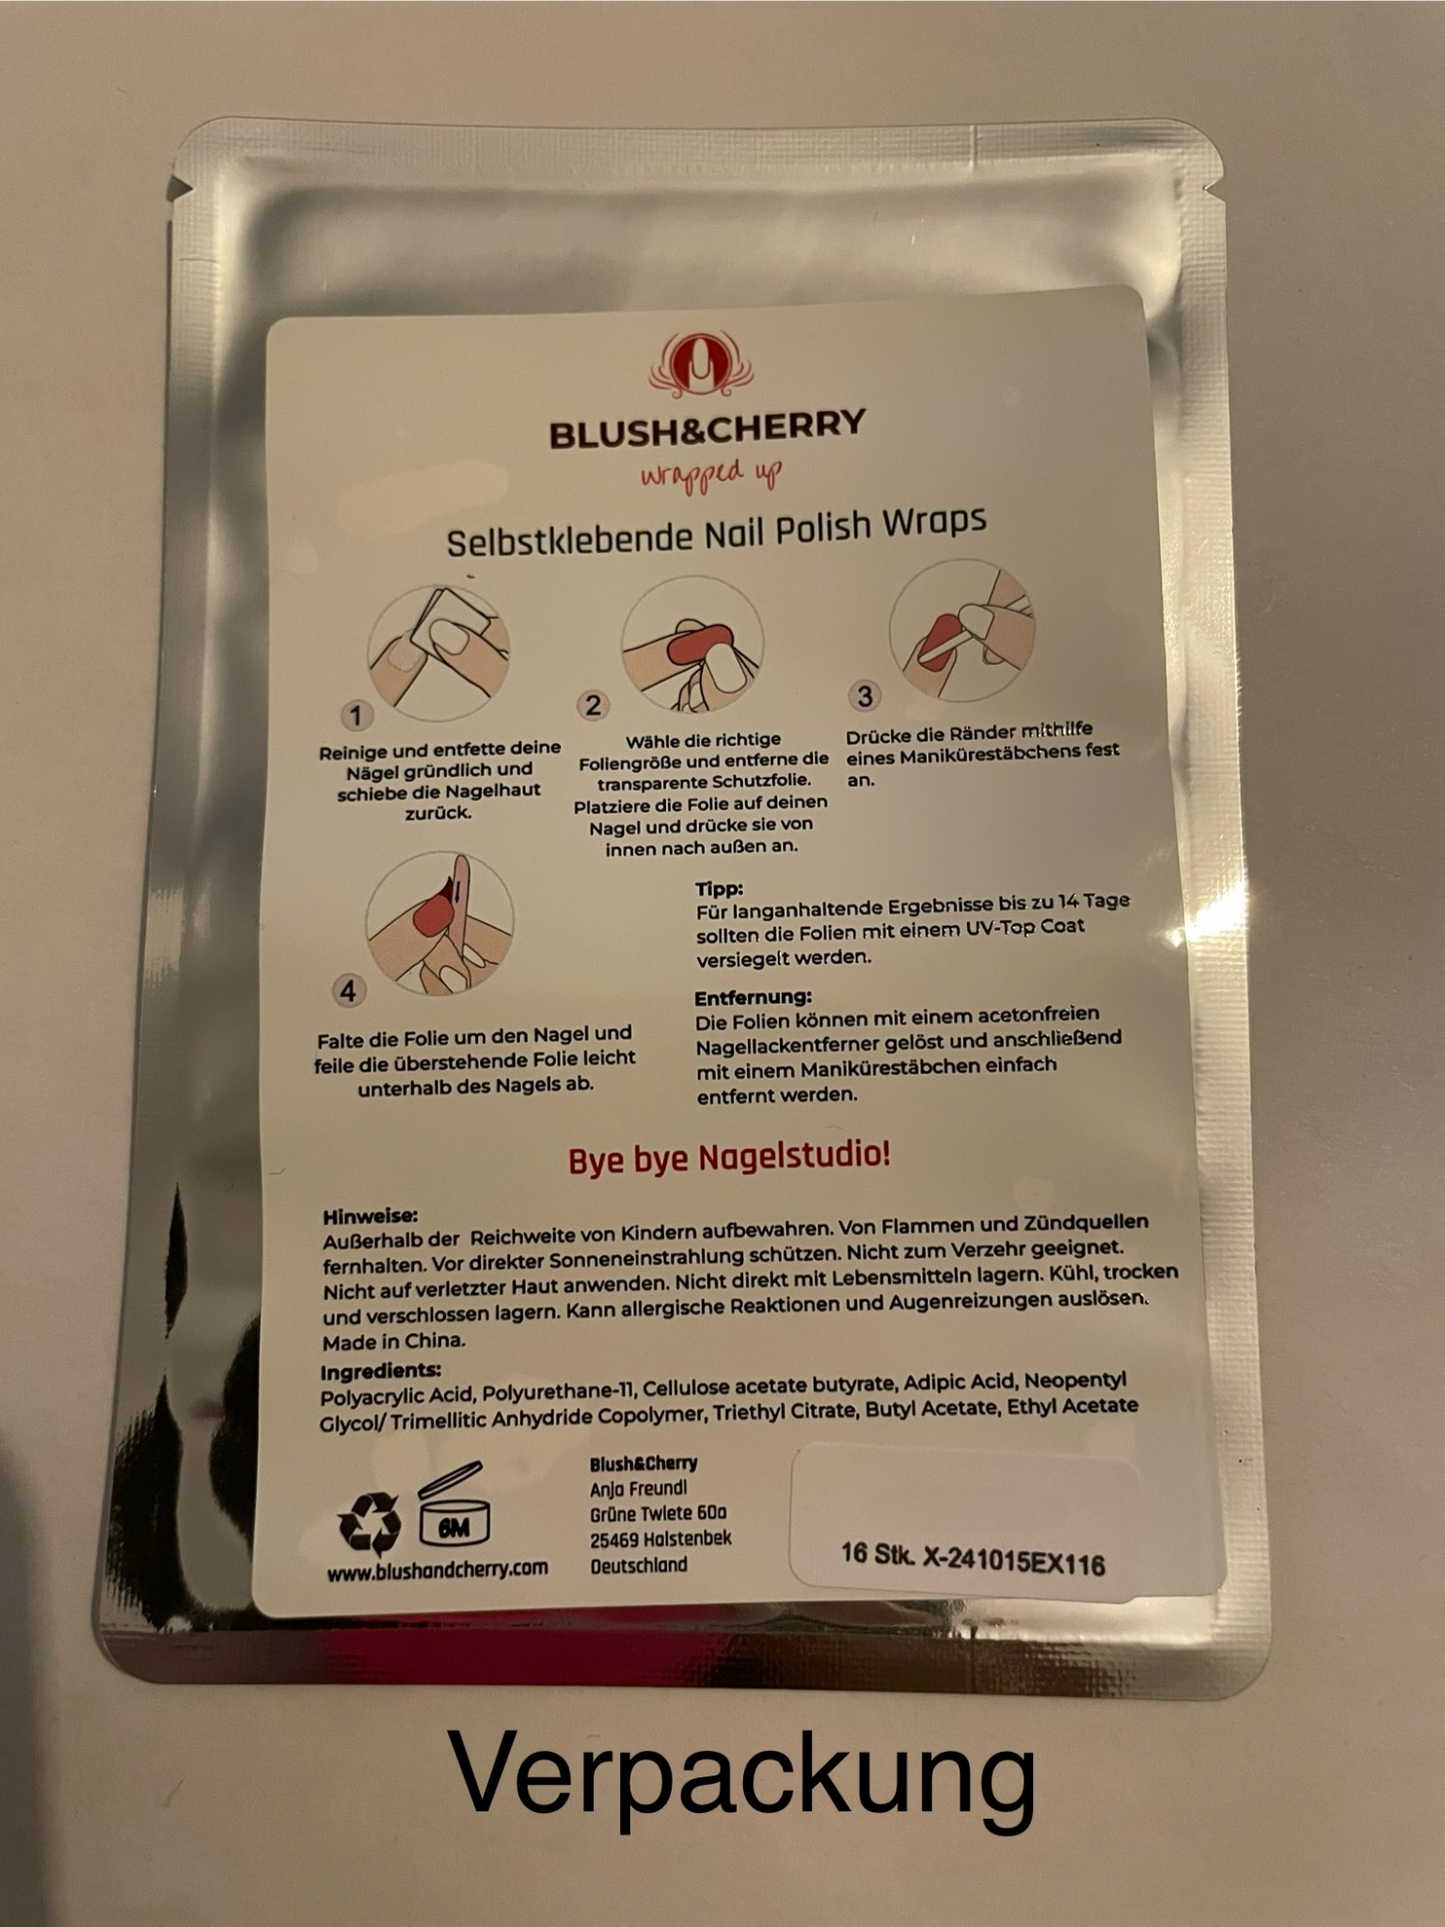 BLUSH&CHERRY
wrapped up
Selbstklebende Nail Polish Wraps
1
Reinige und entfette deine
Nägel gründlich und
schiebe die Nagelhaut
zurück.
2
Wähle die richtige
Foliengröße und entferne die
transparente Schutzfolie.
Platziere die Folie auf deinen
Nagel und drücke sie von
innen nach außen an.
3
Drücke die Ränder mithilfe
eines Manikürestäbchens fest
an.
4
Falte die Folie um den Nagel und
feile die überstehende Folie leicht
unterhalb des Nagels ab.
Tipp:
Für langanhaltende Ergebnisse bis zu 14 Tage
sollten die Folien mit einem UV-Top Coat
versiegelt werden.
Entfernung:
Die Folien können mit einem acetonfreien
Nagellackentferner gelöst und anschließend
mit einem Manikürestäbchen einfach
entfernt werden.
Bye bye Nagelstudio!
Hinweise:
Außerhalb der Reichweite von Kindern aufbewahren. Von Flammen und Zündquellen
fernhalten. Vor direkter Sonneneinstrahlung schützen. Nicht zum Verzehr geeignet.
Nicht auf verletzter Haut anwenden. Nicht direkt mit Lebensmitteln lagern. Kühl, trocken
und verschlossen lagern. Kann allergische Reaktionen und Augenreizungen auslösen.
Made in China.
Ingredients:
Polyacrylic Acid, Polyurethane-11, Cellulose acetate butyrate, Adipic Acid, Neopentyl
Glycol/ Trimellitic Anhydride Copolymer, Triethyl Citrate, Butyl Acetate, Ethyl Acetate
6M
www.blushandcherry.com
Blush&Cherry
Anja Freundl
Grüne Twiete 60a
25469 Halstenbek
Deutschland
16 Stk. X-241015EX116
Verpackung